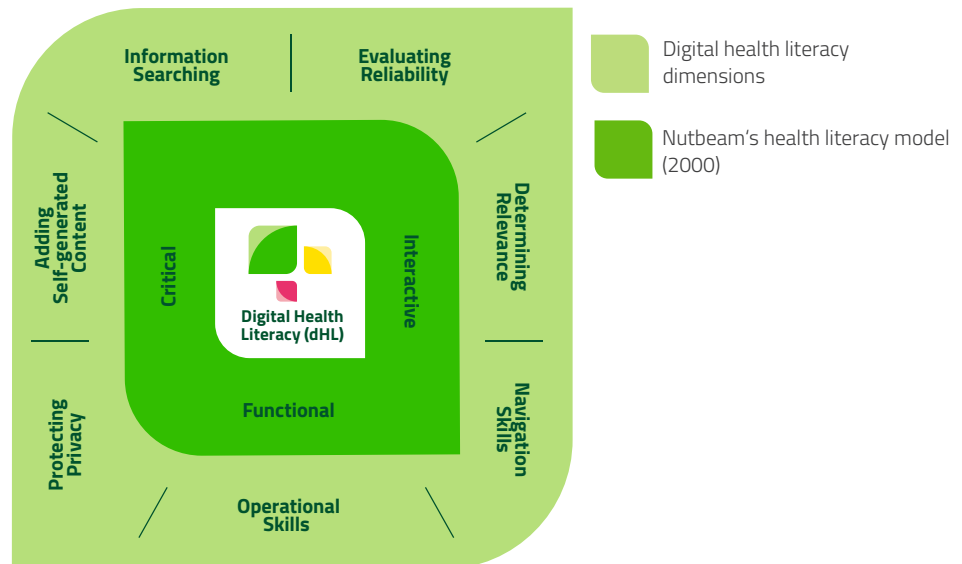 Information
Searching
Evaluating
Reliability
Digital health literacy
dimensions
Nutbeam's health literacy model
(2000)
Adding
Self-generated
Content
Determining
Relevance
Critical
Interactive
Digital Health
Literacy (dHL)
Functional
Protecting
Privacy
Navigation
Skills
Operational
Skills